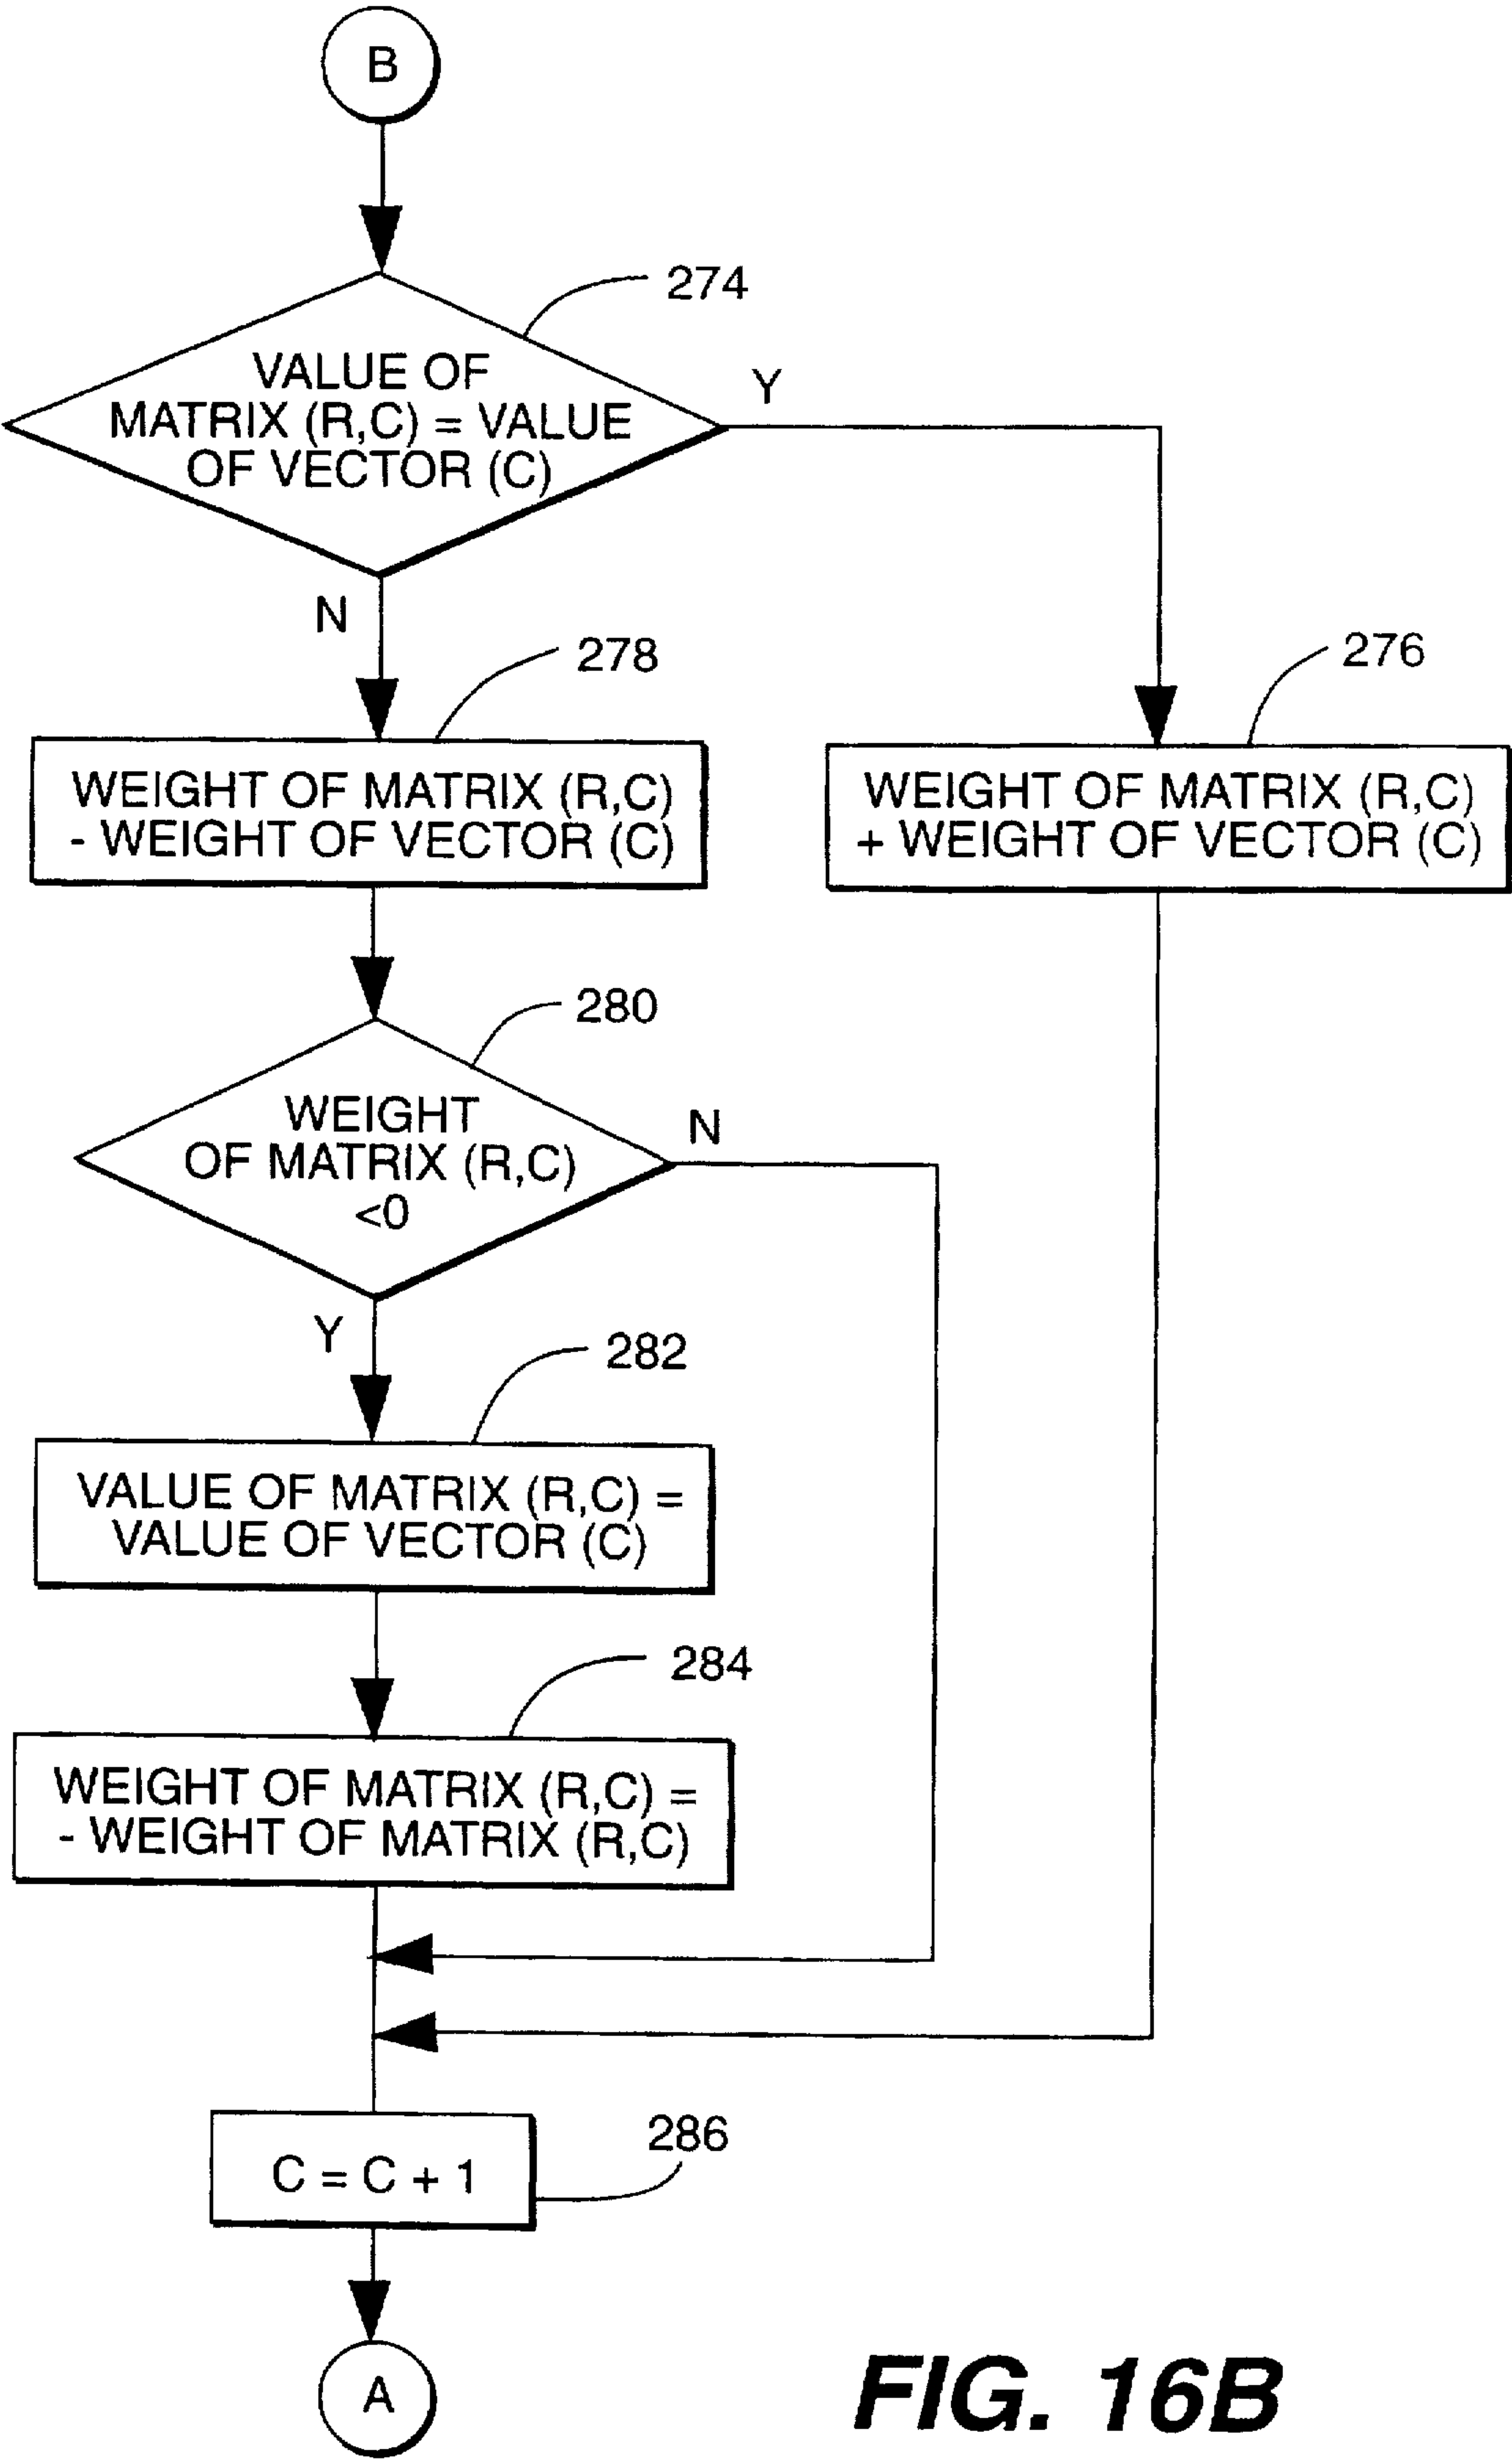 B
274
VALUE OF
MATRIX (R,C) = VALUE
OF VECTOR (C)
Y
N
278
276
WEIGHT OF MATRIX (R,C)
- WEIGHT OF VECTOR (C)
WEIGHT OF MATRIX (R,C)
+ WEIGHT OF VECTOR (C)
280
WEIGHT
OF MATRIX (R,C)
<0
N
Y
282
VALUE OF MATRIX (R,C) =
VALUE OF VECTOR (C)
284
WEIGHT OF MATRIX (R,C) =
- WEIGHT OF MATRIX (R,C)
286
C = C + 1
A
FIG. 16B